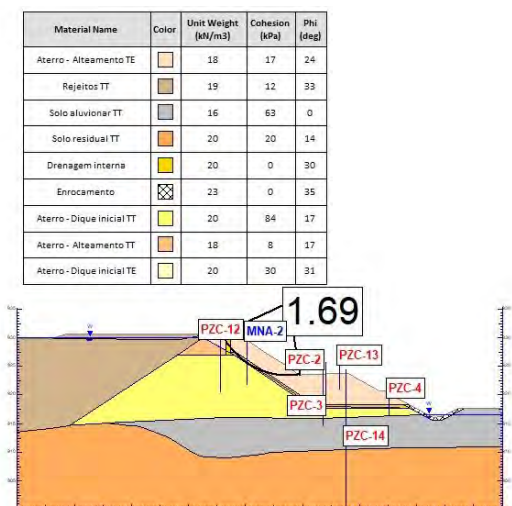 Material Name Color Unit Weight (kN/m3) Cohesion (kPa) Phi (deg)
Aterro - Alteamento TE 18 17 24
Rejeitos TT 19 12 33
Solo aluvionar TT 16 63 0
Solo residual TT 20 20 14
Drenagem interna 20 0 30
Enrocamento 23 0 35
Aterro - Dique inicial TT 20 84 17
Aterro - Alteamento TT 18 8 17
Aterro - Dique inicial TE 20 30 31
1.69
PZC-12 MNA-2
PZC-2 PZC-13
PZC-3 PZC-4
PZC-14
W
W